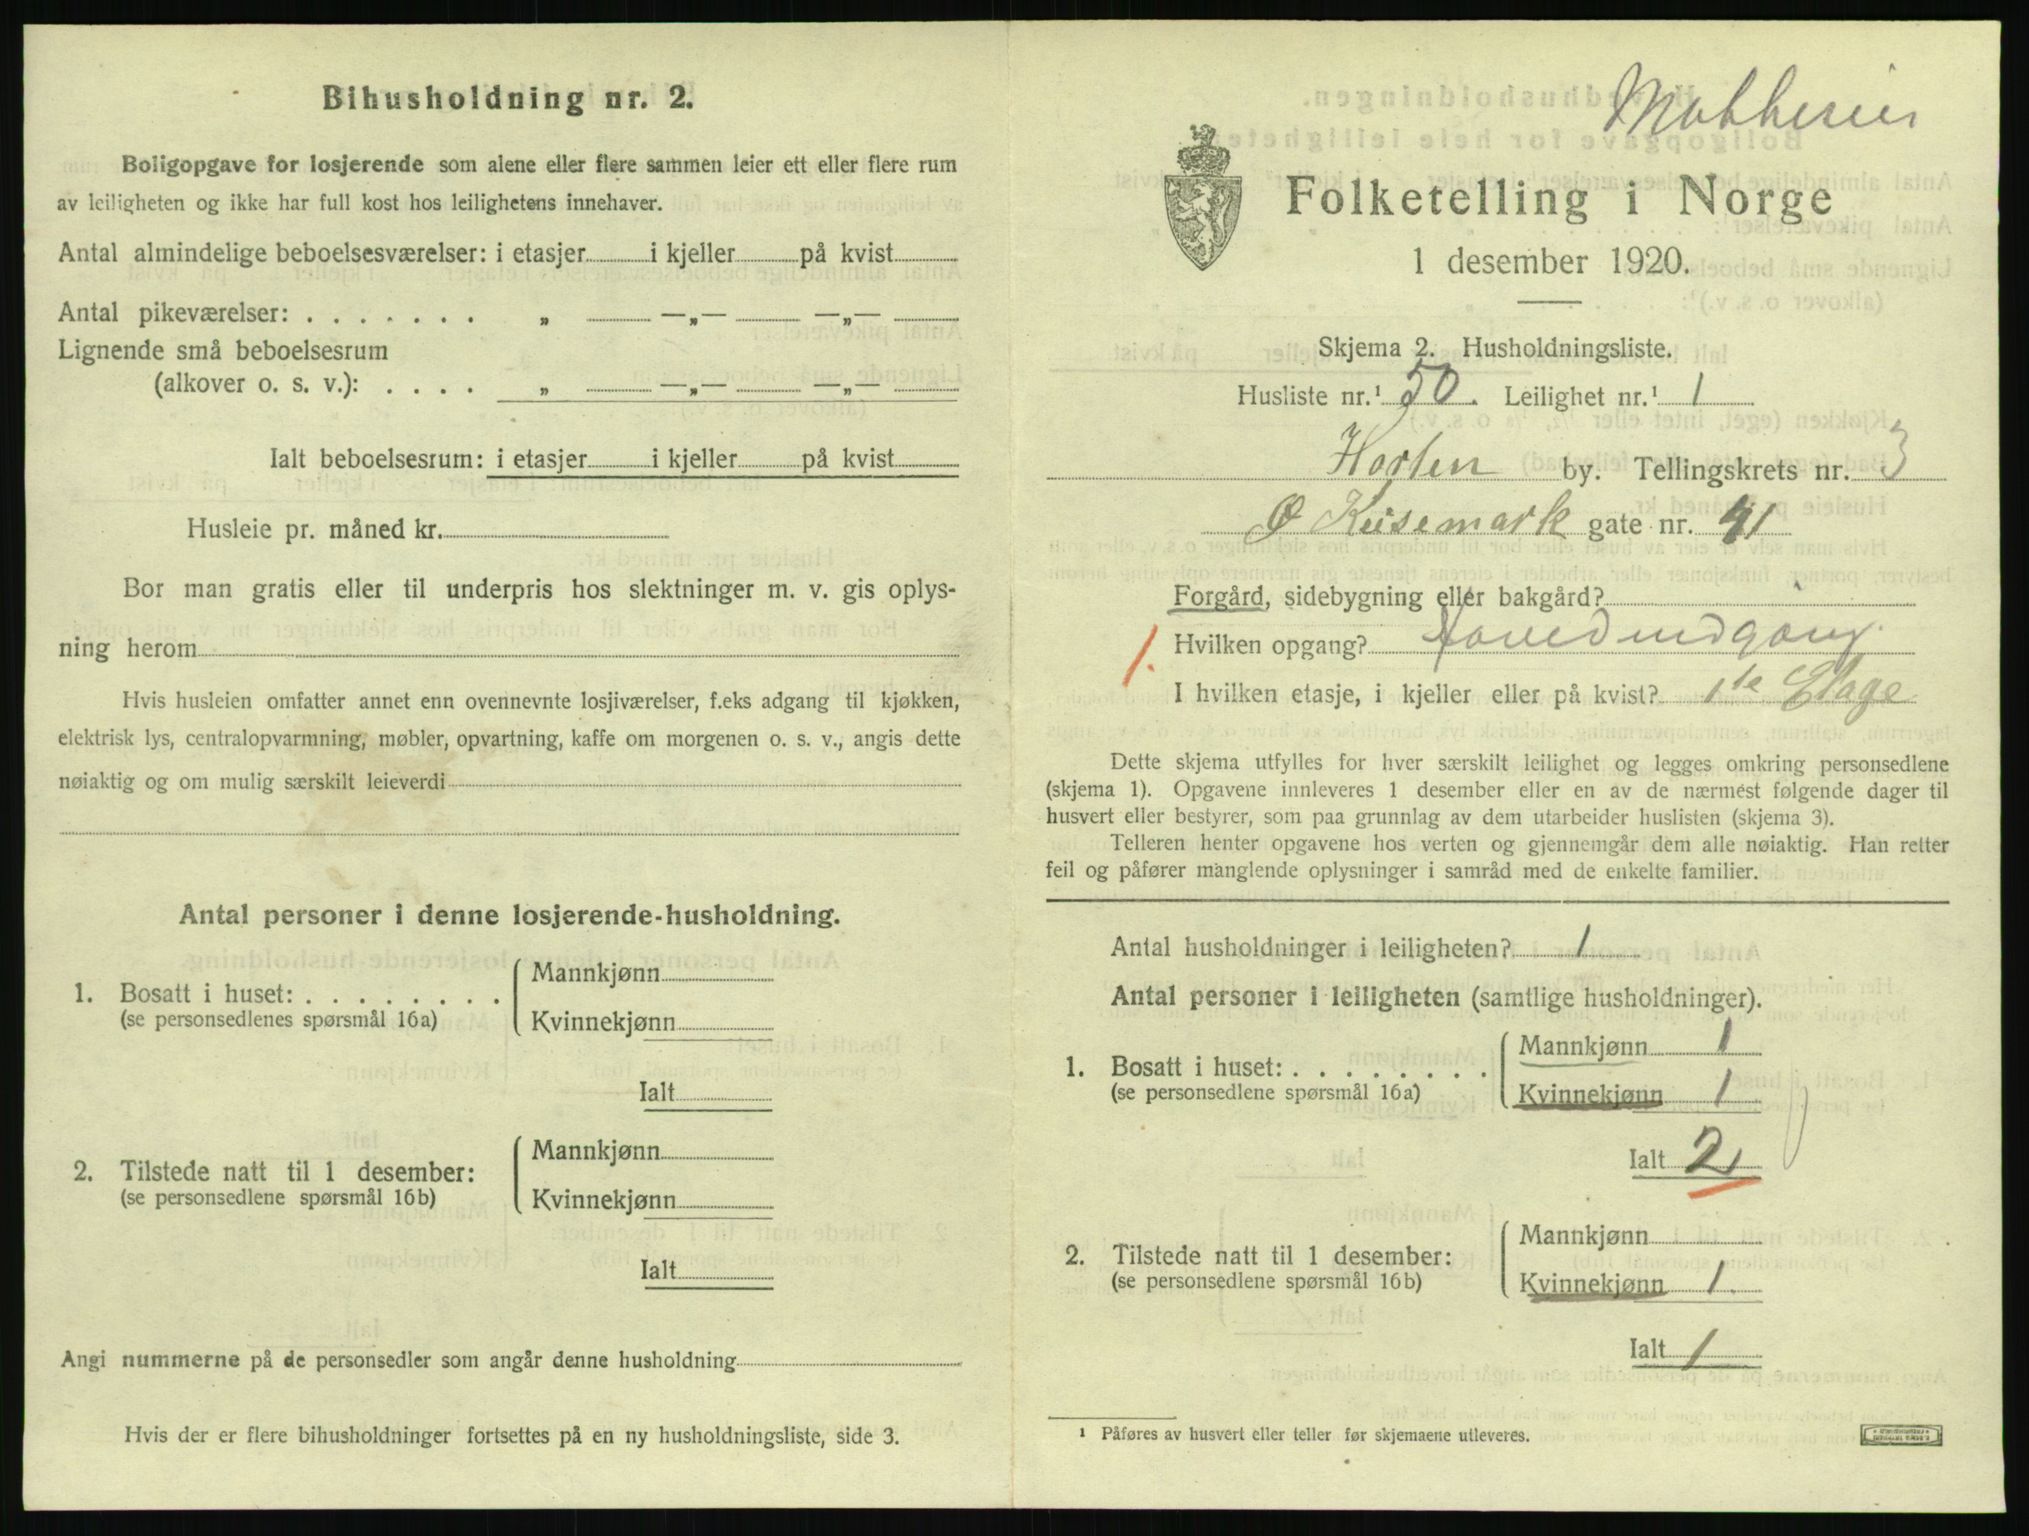 Bihusholdning nr. 2.
Boligopgave for losjerende som alene eller flere sammen leier ett eller flere rum
av leiligheten og ikke har full kost hos leilighetens innehaver.
Antal almindelige beboelsesværelser: i etasjer i kjeller på kvist
Antal pikeværelser: . . . . . . . „ —„— —„—
Lignende små beboelsesrum
(alkover o. s. v.): . . . . „ —„— —„—
Ialt beboelsesrum: i etasjer i kjeller på kvist
Husleie pr. måned kr.
Bor man gratis eller til underpris hos slektninger m. v. gis oplys-
ning herom
Hvis husleien omfatter annet enn ovennevnte losjiværelser, f.eks adgang til kjøkken,
elektrisk lys, centralopvarmning, møbler, opvartning, kaffe om morgenen o. s. v., angis dette
nøiaktig og om mulig særskilt leieverdi
Antal personer i denne losjerende-husholdning.
1. Bosatt i huset: . . . . . . . . .
(se personsedlenes spørsmål 16a)
Mannkjønn
Kvinnekjønn
Ialt
2. Tilstede natt til 1 desember:
(se personsedlene spørsmål 16b)
Mannkjønn
Kvinnekjønn
Ialt
Angi nummerne på de personsedler som angår denne husholdning
Hvis der er flere bihusholdninger fortsettes på en ny husholdningsliste, side 3.
Folketelling i Norge
1 desember 1920.
Skjema 2. Husholdningsliste.
Husliste nr.¹ 50. Leilighet nr.¹ 1
Horten by. Tellingskrets nr. 3
Ø Keisemark gate nr. 41
Forgård, sidebygning eller bakgård?
1. Hvilken opgang? Hovedindgang.
I hvilken etasje, i kjeller eller på kvist? 1ste Etage
Dette skjema utfylles for hver særskilt leilighet og legges omkring personsedlene
(skjema 1). Opgavene innleveres 1 desember eller en av de nærmest følgende dager til
husvert eller bestyrer, som paa grunnlag av dem utarbeider huslisten (skjema 3).
Telleren henter opgavene hos verten og gjennemgår dem alle nøiaktig. Han retter
feil og påfører manglende oplysninger i samråd med de enkelte familier.
Antal husholdninger i leiligheten? 1
Antal personer i leiligheten (samtlige husholdninger).
1. Bosatt i huset: . . . . . . . . .
(se personsedlene spørsmål 16a)
Mannkjønn 1
Kvinnekjønn 1
Ialt 2
2. Tilstede natt til 1 desember:
(se personsedlene spørsmål 16b)
Mannkjønn
Kvinnekjønn 1.
Ialt 1
¹ Påføres av husvert eller teller før skjemaene utleveres.